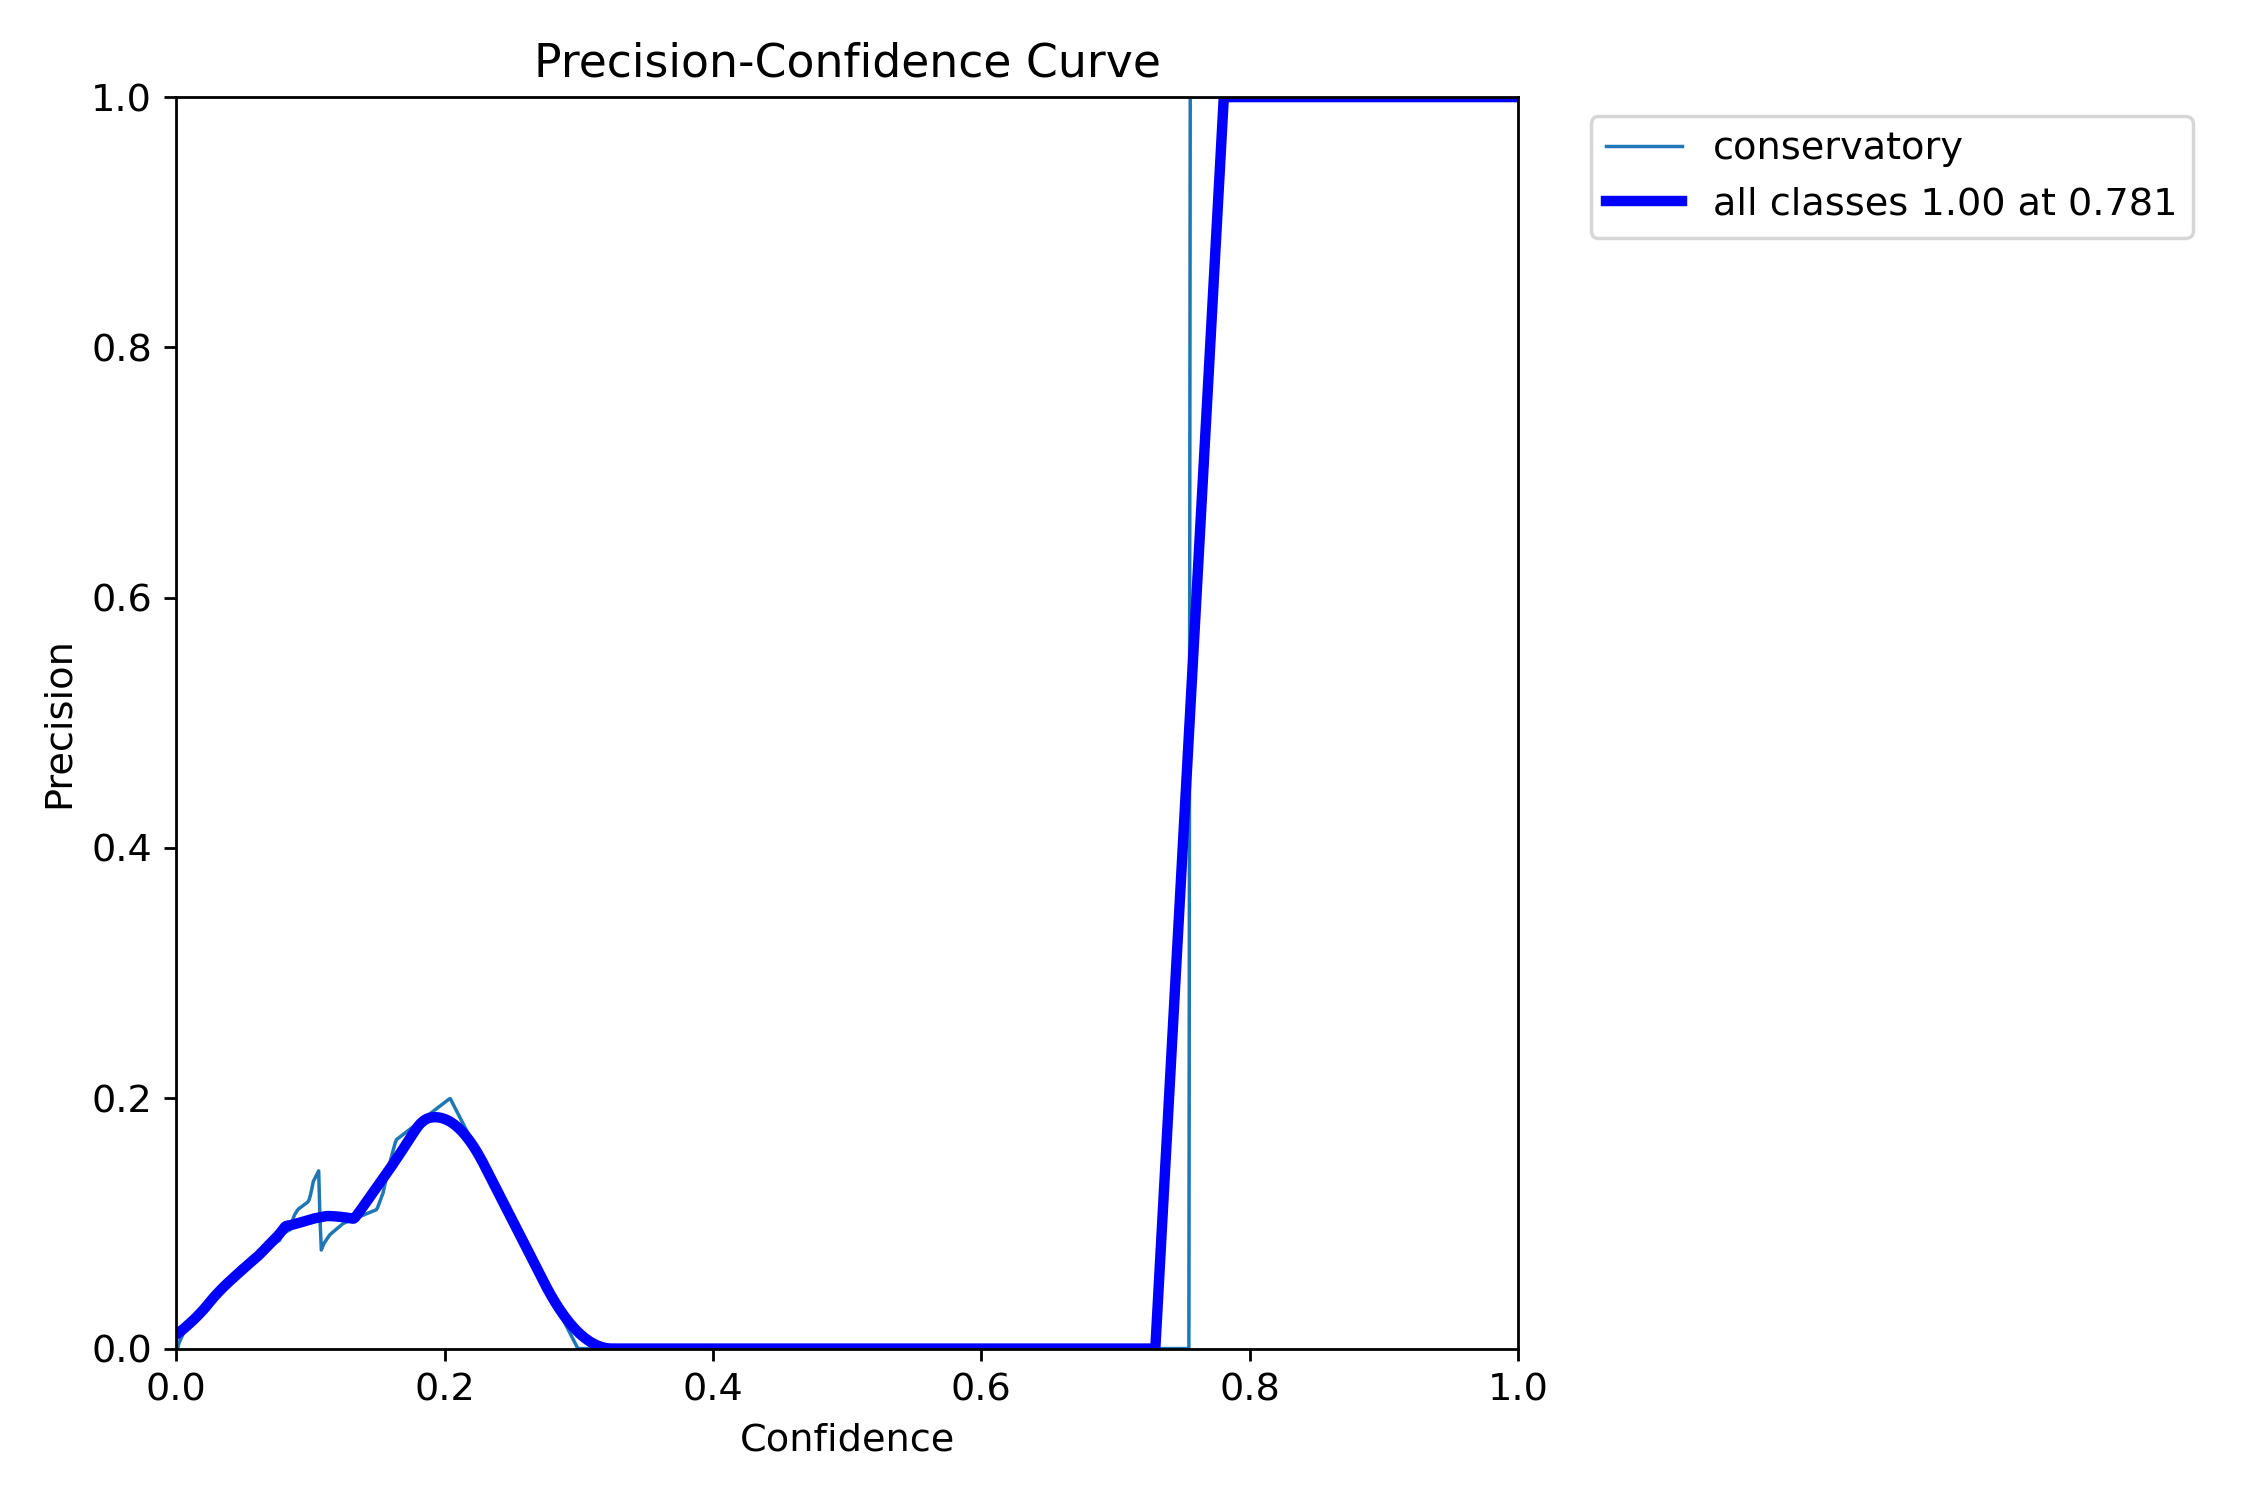 Precision-Confidence Curve
1.0
0.8
0.6
0.4
0.2
0.0
Precision
0.0 0.2 0.4 0.6 0.8 1.0
Confidence
conservatory
all classes 1.00 at 0.781